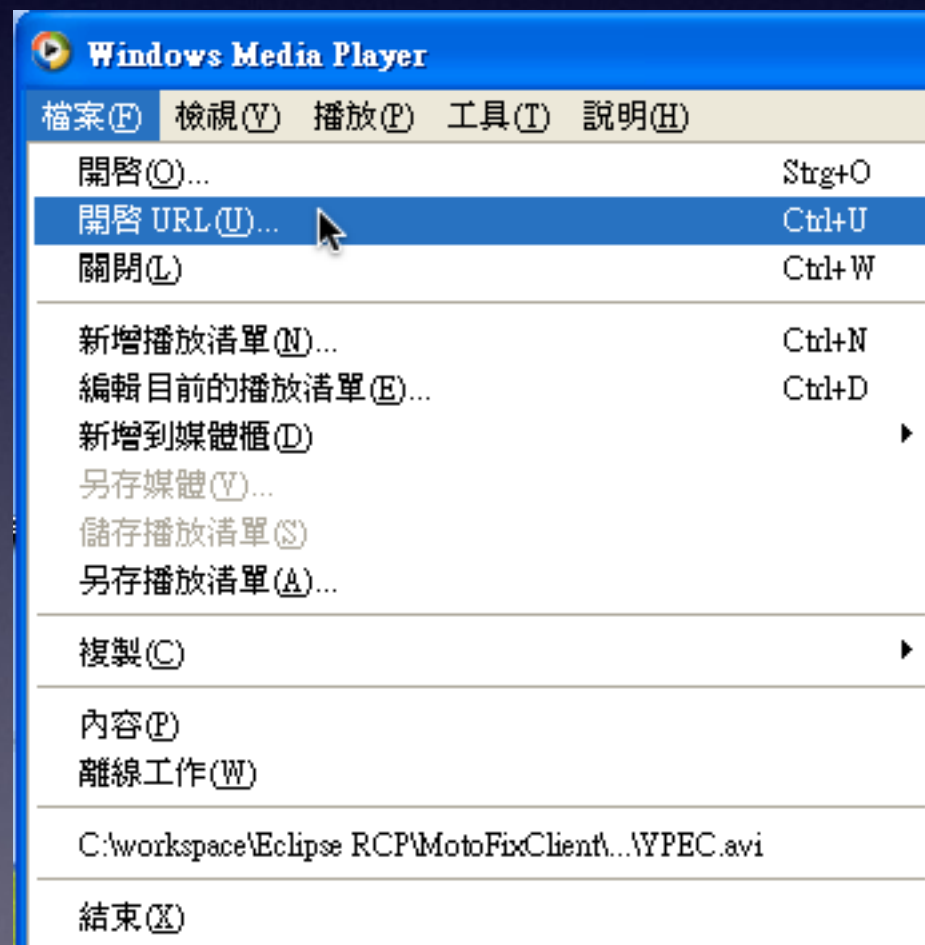 Windows Media Player
檔案(F) 檢視(V) 播放(P) 工具(T) 說明(H)
開啓(O)... Strg+O
開啓 URL(U)... Ctrl+U
關閉(L) Ctrl+W
新增播放清單(N)...  Ctrl+N
編輯目前的播放清單(E)... Ctrl+D
新增到媒體櫃(D)
另存媒體(V)...
儲存播放清單(S)
另存播放清單(A)...
複製(C)
內容(P)
離線工作(W)
C:\workspace\Eclipse RCP\MotoFixClient\...\YPEC.avi
結束(X)